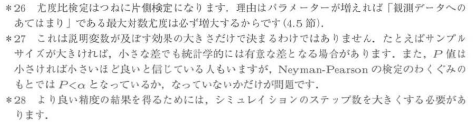 *26 尤度比検定はつねに片側検定になります．理由はパラメーターが増えれば「観測データへの
あてはまり」である最大対数尤度は必ず増大するからです(4.5 節)．
*27 これは説明変数が及ぼす効果の大きさだけで決まるわけではありません．たとえばサンプル
サイズが大きければ，小さな差でも統計学的には有意な差となる場合があります．また，P 値は
小さければ小さいほど良いと信じている人もいますが，Neyman-Pearson の検定のわくぐみの
もとでは P<α となっているか，なっていないかだけが問題です．
*28 より良い精度の結果を得るためには，シミュレイションのステップ数を大きくする必要があ
ります．